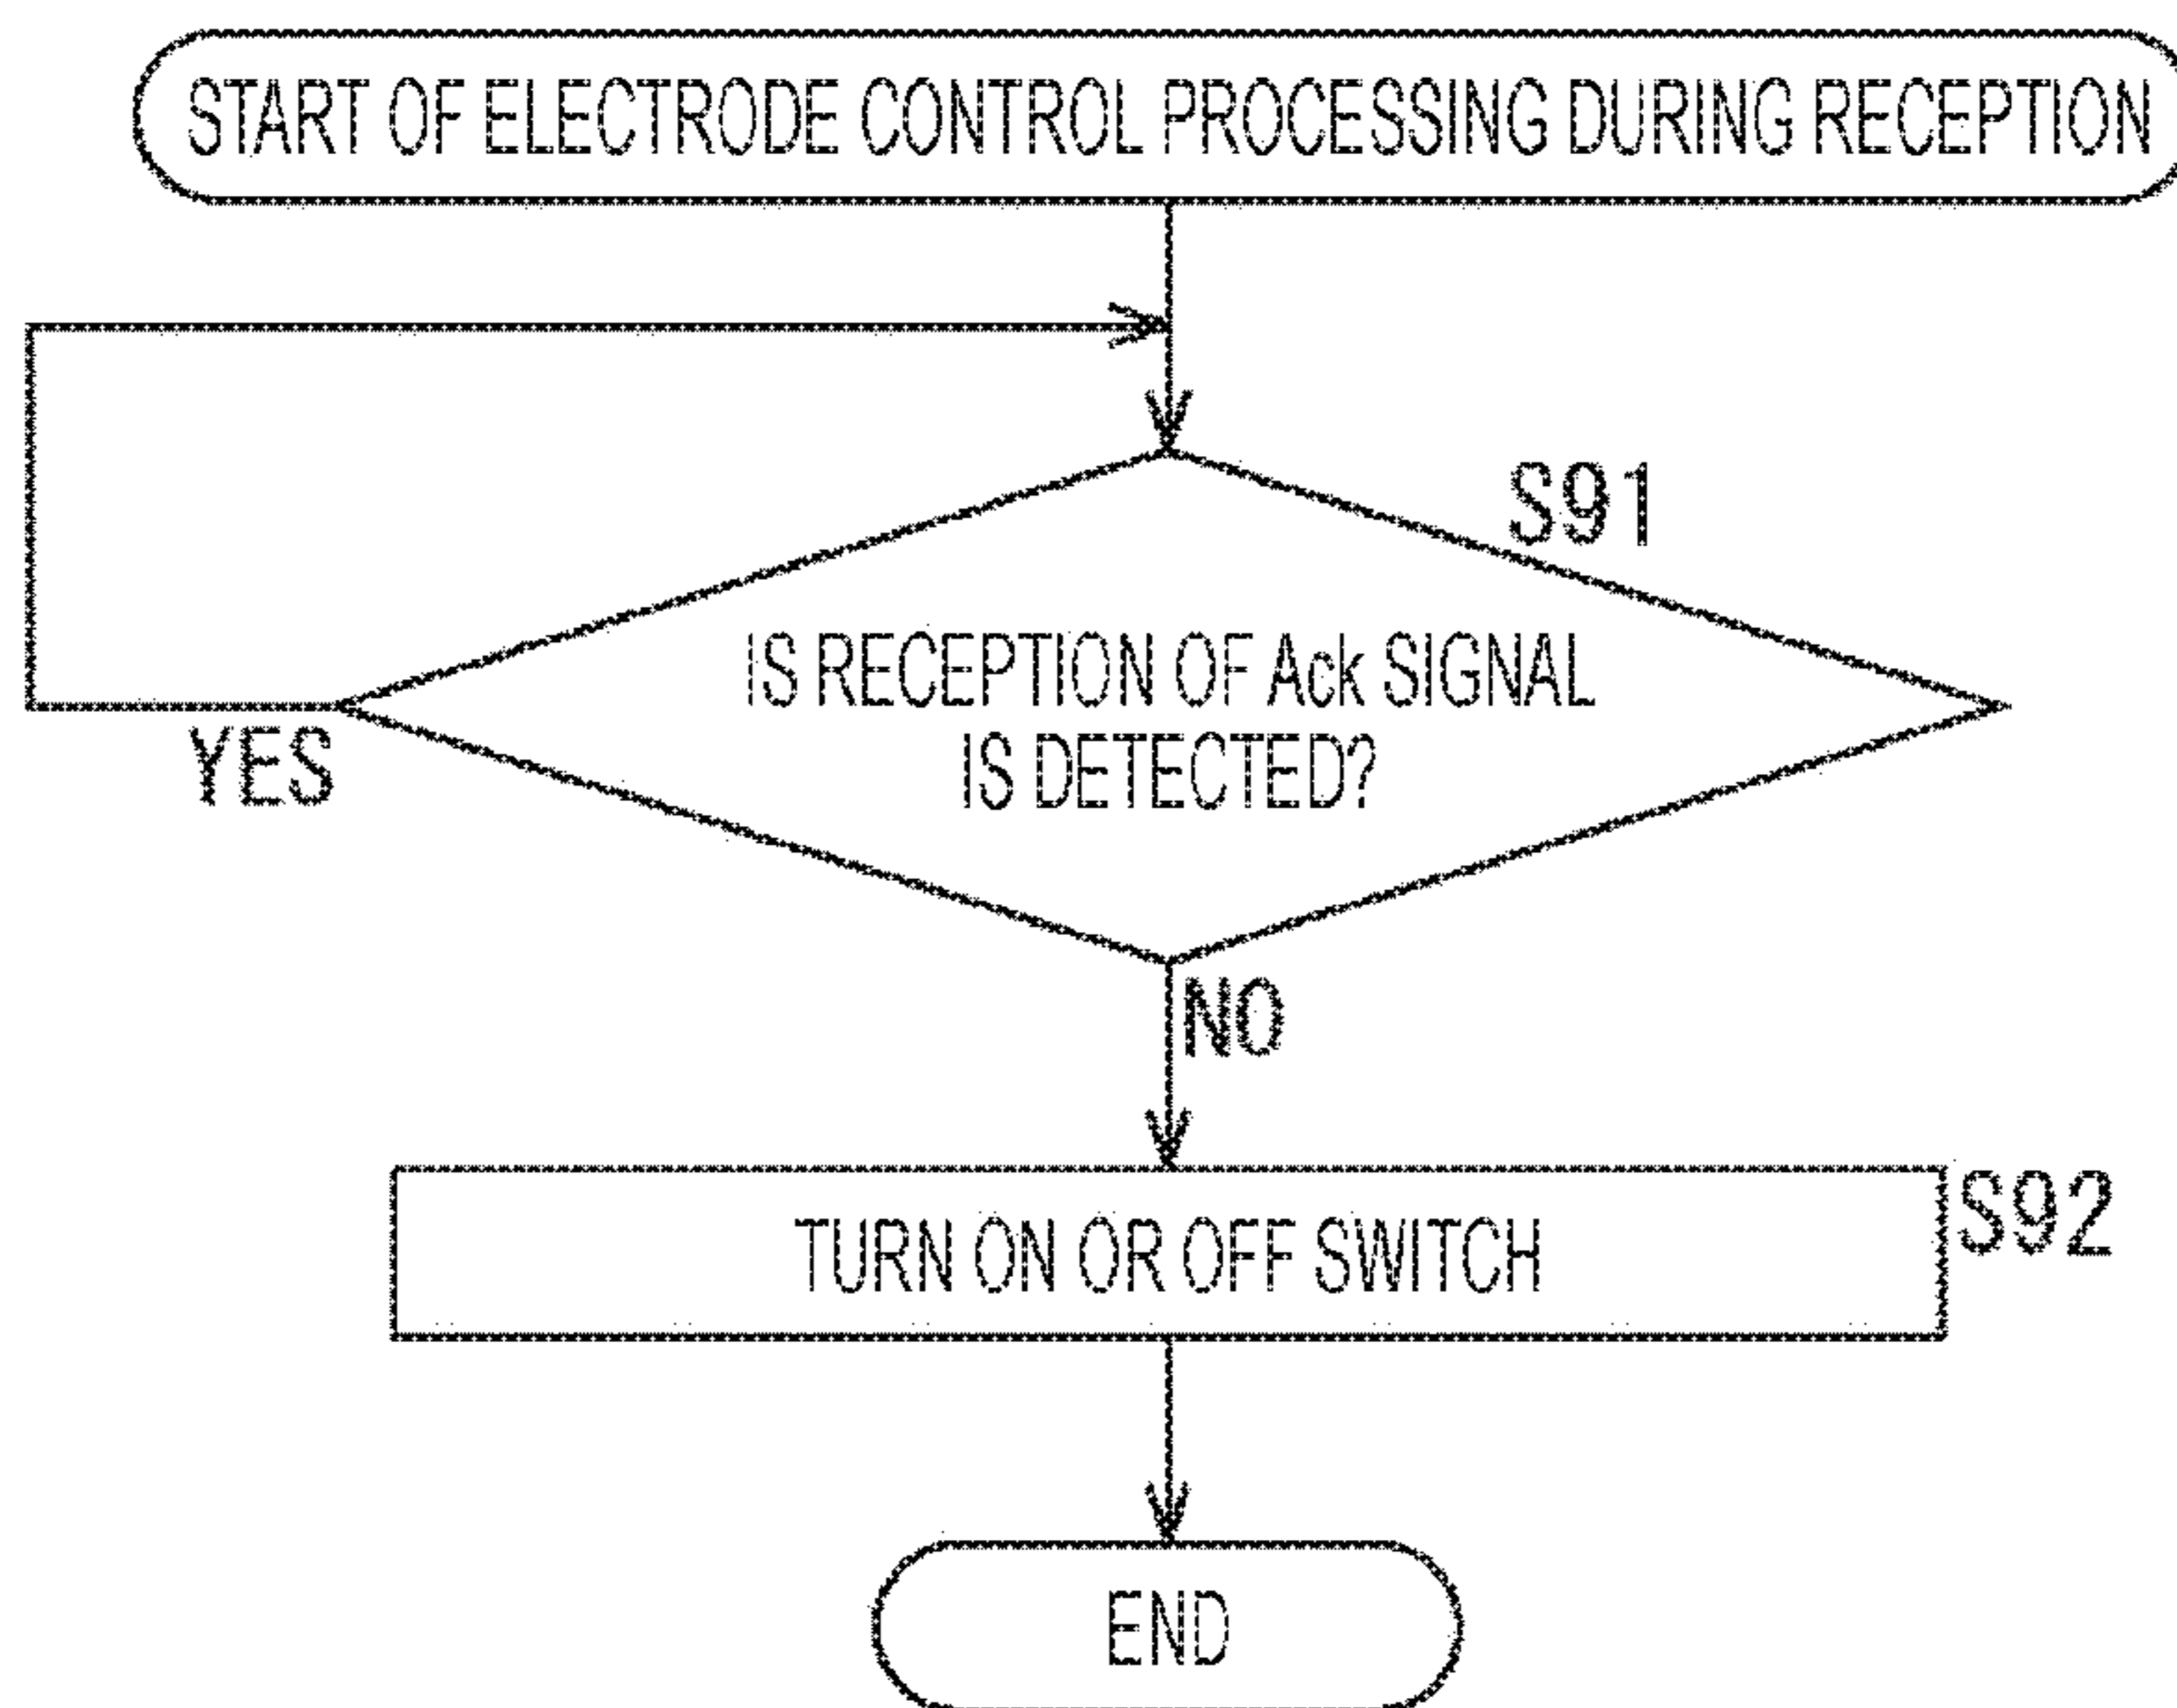 START OF ELECTRODE CONTROL PROCESSING DURING RECEPTION
S91
IS RECEPTION OF Ack SIGNAL
IS DETECTED?
YES
NO
TURN ON OR OFF SWITCH
S92
END